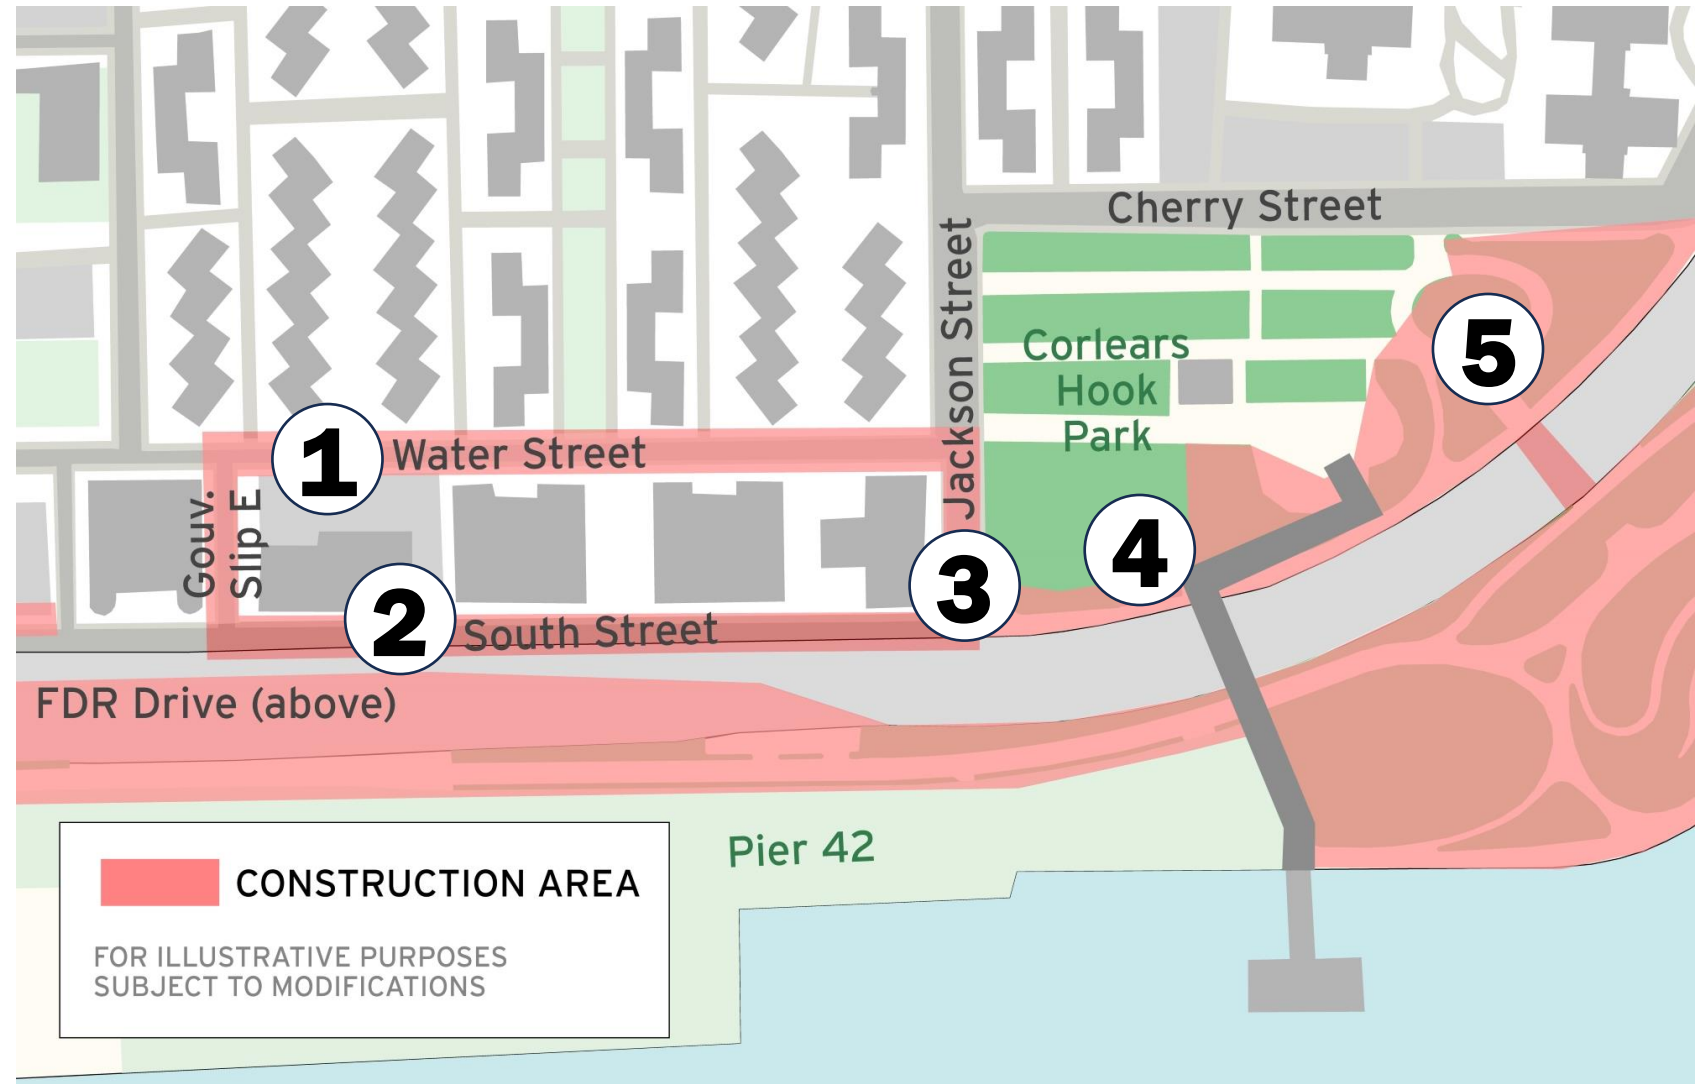 Cherry Street
Jackson Street
5
Corlears
Hook
Park
1
Water Street
Gouv.
Slip E
4
3
2
South Street
FDR Drive (above)
Pier 42
CONSTRUCTION AREA
FOR ILLUSTRATIVE PURPOSES
SUBJECT TO MODIFICATIONS